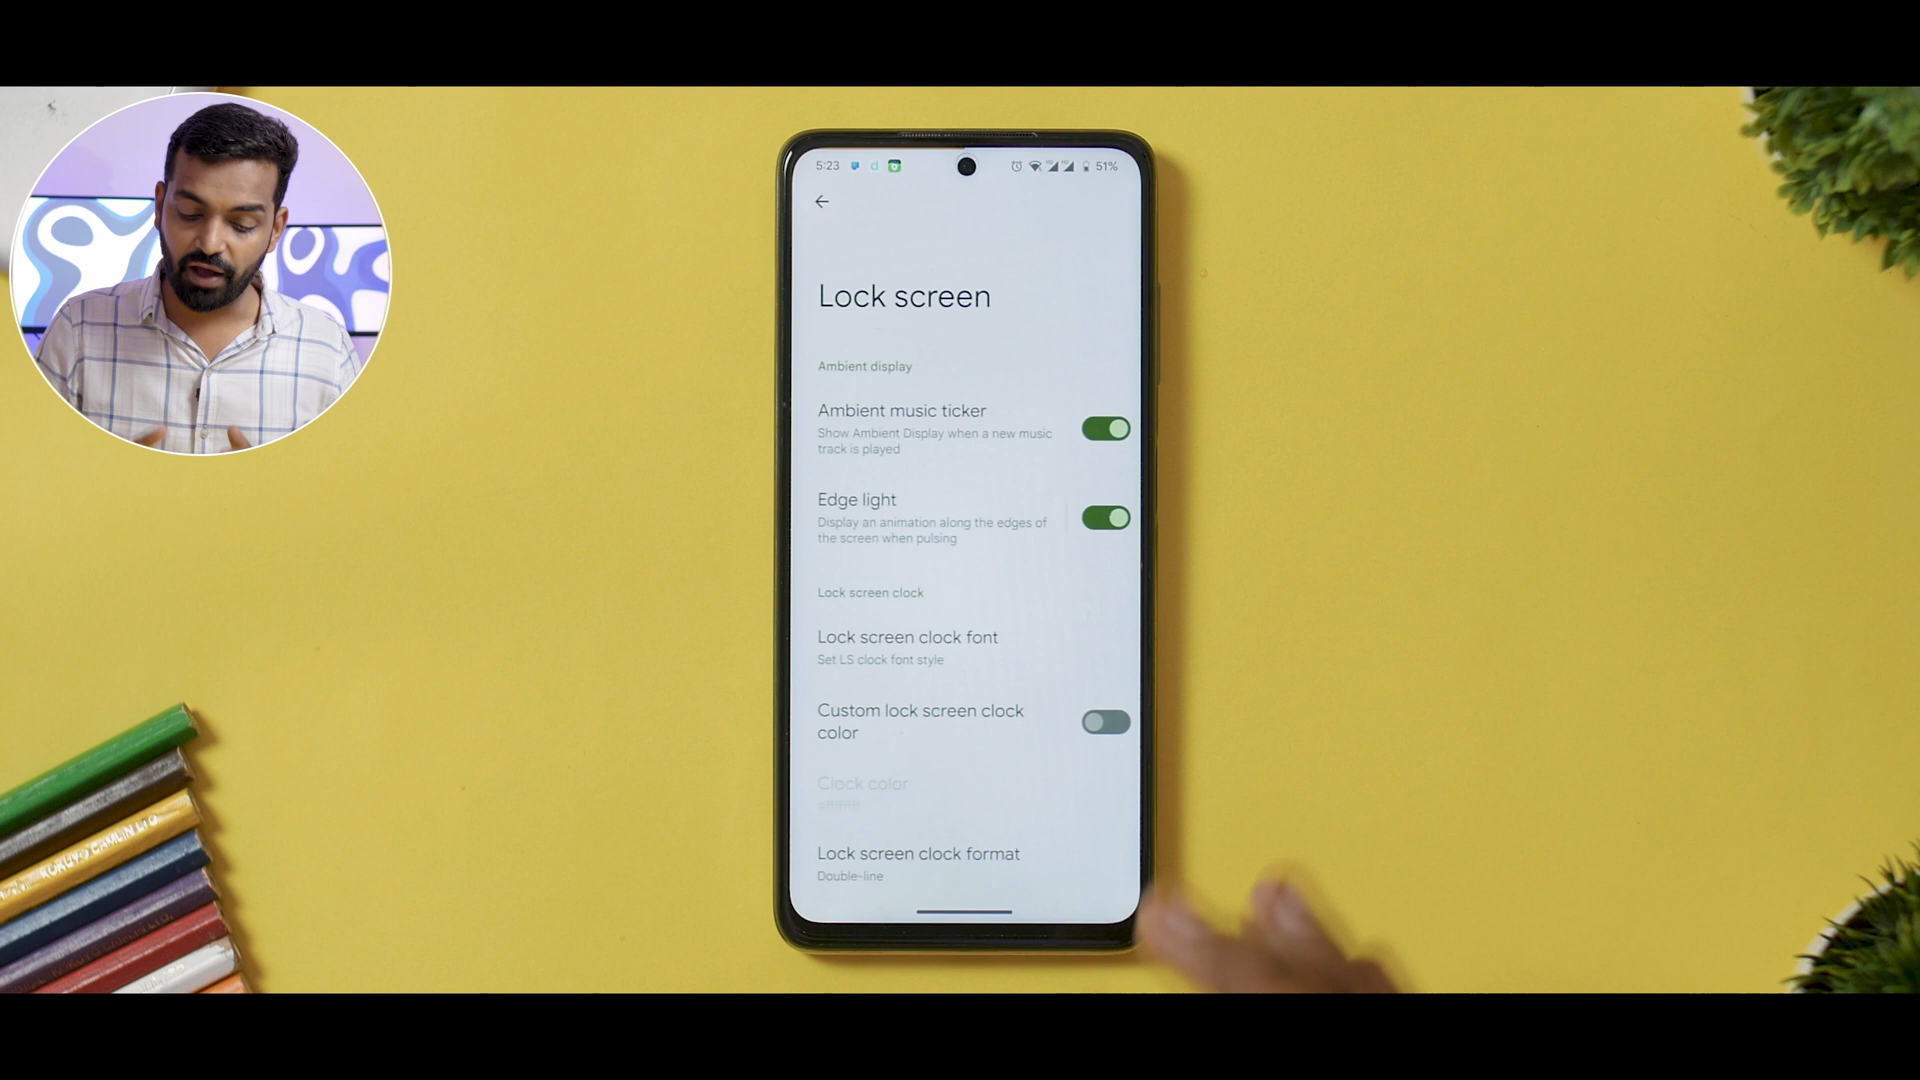 5:23
51%
Lock screen
Ambient display
Ambient music ticker
Show Ambient Display when a new music
track is played
Edge light
Display an animation along the edges of
the screen when pulsing
Lock screen clock
Lock screen clock font
Set LS clock font style
Custom lock screen clock
color
Clock color
Lock screen clock format
Double-line
KOKUYO CAMLIN LTD.